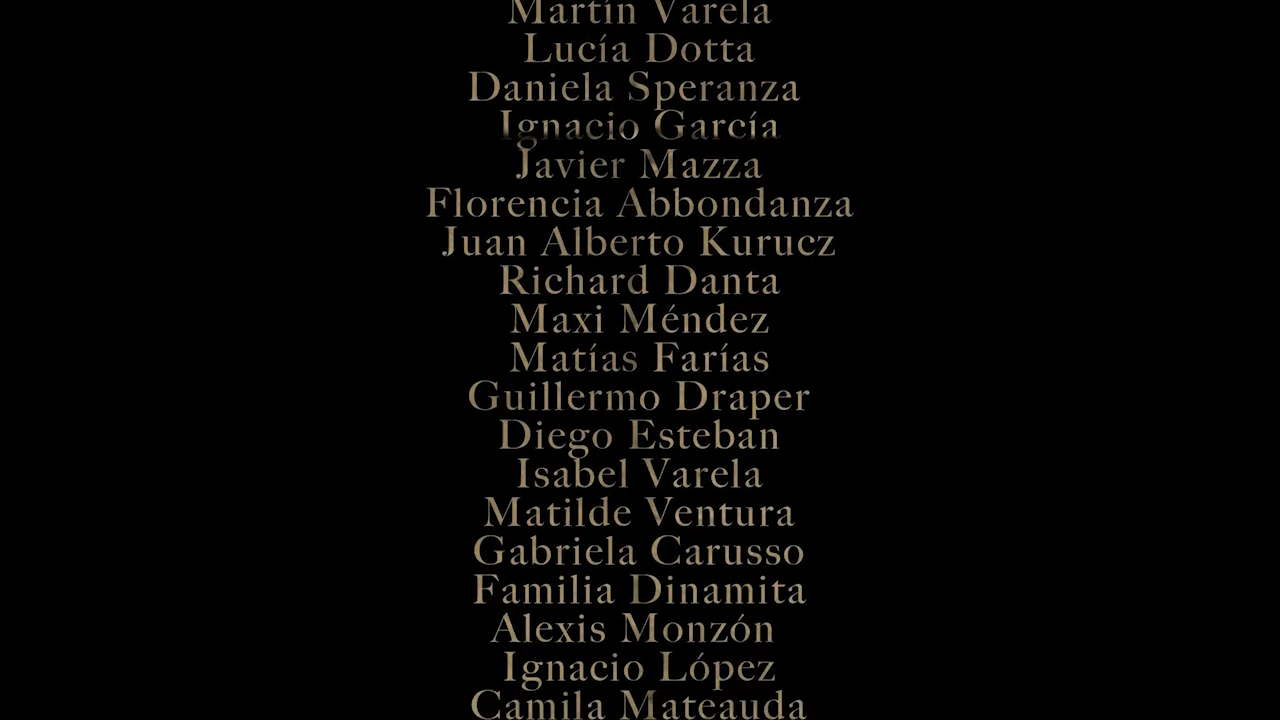 Martín Varela
Lucía Dotta
Daniela Speranza
Ignacio García
Javier Mazza
Florencia Abbondanza
Juan Alberto Kurucz
Richard Danta
Maxi Méndez
Matías Farías
Guillermo Draper
Diego Esteban
Isabel Varela
Matilde Ventura
Gabriela Carusso
Familia Dinamita
Alexis Monzón
Ignacio López
Camila Mateauda